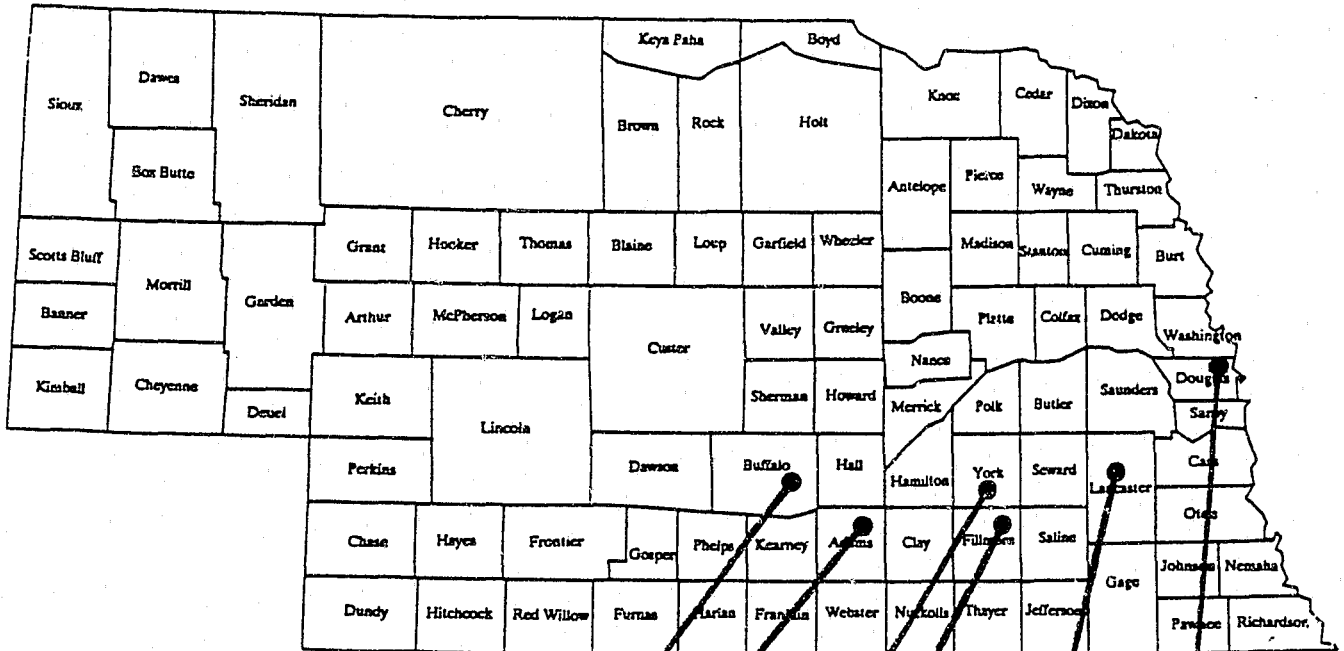 Keya Paha
Boyd
Sioux
Dawes
Sheridan
Cherry
Brown
Rock
Holt
Knox
Cedar
Dixon
Dakota
Box Butte
Antelope
Pierce
Wayne
Thurston
Scotts Bluff
Morrill
Garden
Grant
Hooker
Thomas
Blaine
Loup
Garfield
Wheeler
Madison
Stanton
Cuming
Burt
Banner
Arthur
McPherson
Logan
Custer
Valley
Greeley
Boone
Platte
Colfax
Dodge
Washington
Nance
Kimball
Cheyenne
Deuel
Keith
Lincoln
Sherman
Howard
Merrick
Polk
Butler
Saunders
Douglas
Sarpy
Perkins
Dawson
Buffalo
Hall
Hamilton
York
Seward
Lancaster
Cass
Otoe
Chase
Hayes
Frontier
Gosper
Phelps
Kearney
Adams
Clay
Fillmore
Saline
Gage
Johnson
Nemaha
Dundy
Hitchcock
Red Willow
Furnas
Harlan
Franklin
Webster
Nuckolls
Thayer
Jefferson
Pawnee
Richardson